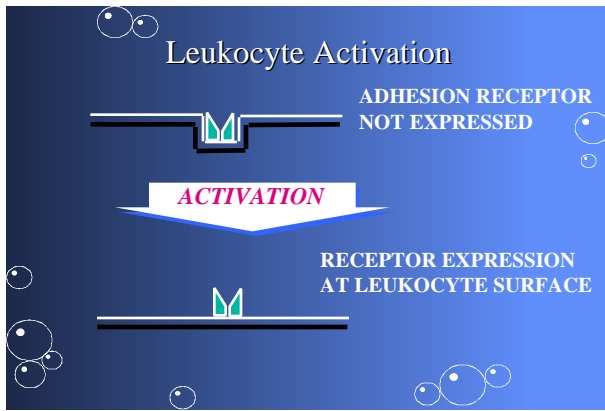 Leukocyte Activation
ADHESION RECEPTOR
NOT EXPRESSED
ACTIVATION
RECEPTOR EXPRESSION
AT LEUKOCYTE SURFACE